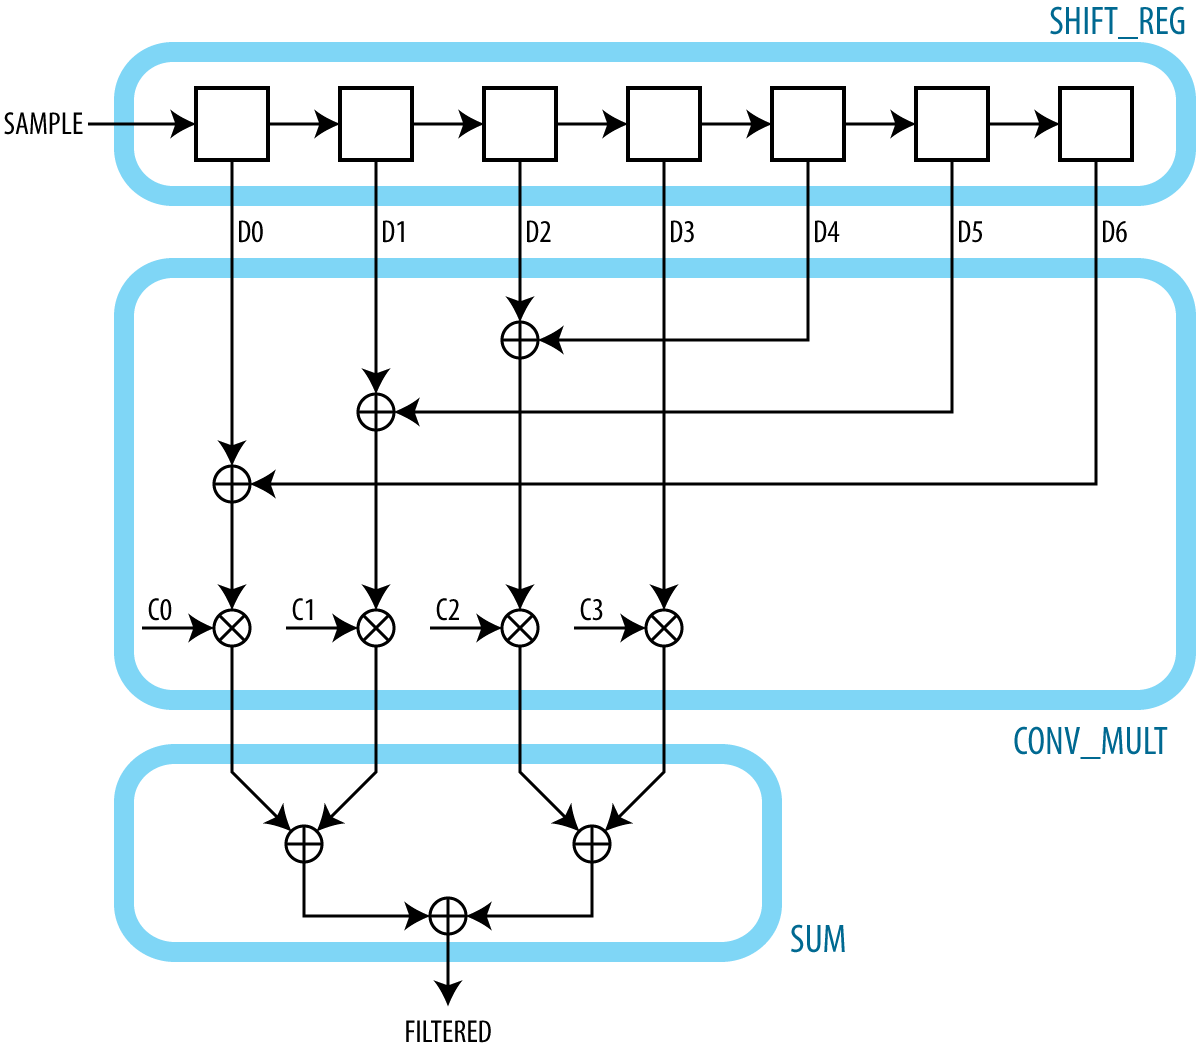 SHIFT_REG
SAMPLE
D0 D1 D2 D3 D4 D5 D6
C0 C1 C2 C3
CONV_MULT
SUM
FILTERED